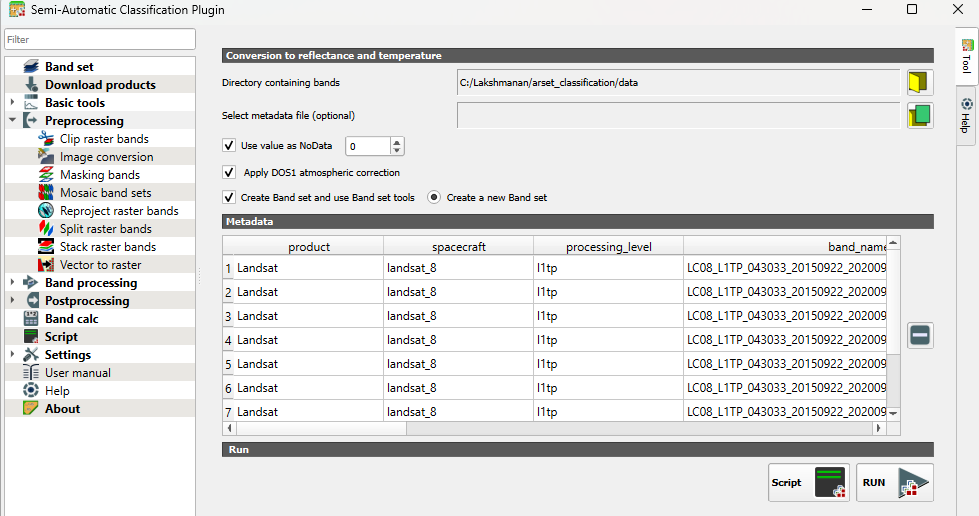 Semi-Automatic Classification Plugin
Filter
Band set
Download products
Basic tools
Preprocessing
Clip raster bands
Image conversion
Masking bands
Mosaic band sets
Reproject raster bands
Split raster bands
Stack raster bands
Vector to raster
Band processing
Postprocessing
Band calc
Script
Settings
User manual
Help
About
Conversion to reflectance and temperature
Directory containing bands C:/Lakshmanan/arset_classification/data
Select metadata file (optional)
Use value as NoData 0
Apply DOS1 atmospheric correction
Create Band set and use Band set tools Create a new Band set
Metadata
product spacecraft processing_level band_name
1 Landsat landsat_8 l1tp LC08_L1TP_043033_20150922_202009
2 Landsat landsat_8 l1tp LC08_L1TP_043033_20150922_202009
3 Landsat landsat_8 l1tp LC08_L1TP_043033_20150922_202009
4 Landsat landsat_8 l1tp LC08_L1TP_043033_20150922_202009
5 Landsat landsat_8 l1tp LC08_L1TP_043033_20150922_202009
6 Landsat landsat_8 l1tp LC08_L1TP_043033_20150922_202009
7 Landsat landsat_8 l1tp LC08_L1TP_043033_20150922_202009
Run
Script RUN
Tool
Help